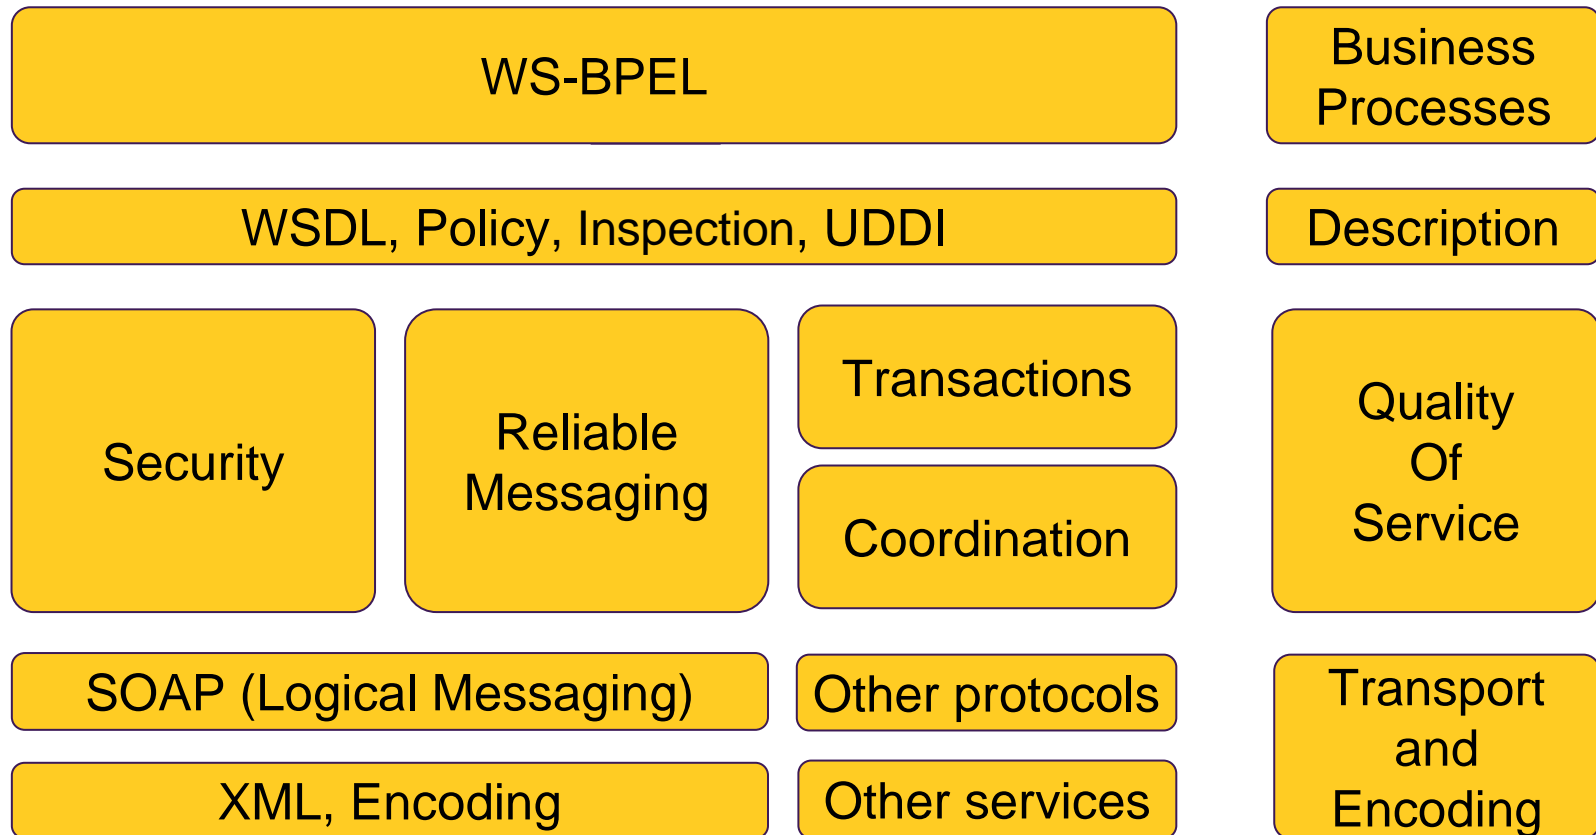 WS-BPEL
Business
Processes
WSDL, Policy, Inspection, UDDI
Description
Security
Reliable
Messaging
Transactions
Coordination
Quality
Of
Service
SOAP (Logical Messaging)
Other protocols
XML, Encoding
Other services
Transport
and
Encoding